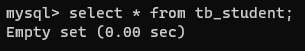 mysql> select * from tb_student;
Empty set (0.00 sec)